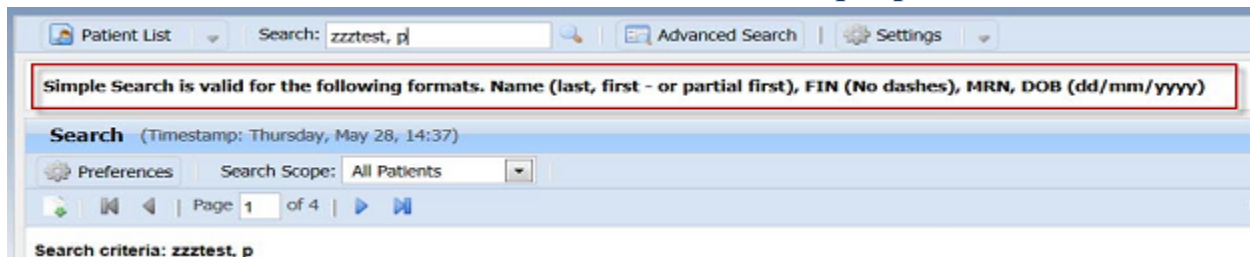 Patient List Search: zzztest, p Advanced Search | Settings
Simple Search is valid for the following formats. Name (last, first - or partial first), FIN (No dashes), MRN, DOB (dd/mm/yyyy)
Search (Timestamp: Thursday, May 28, 14:37)
Preferences Search Scope: All Patients
| Page 1 of 4 |
Search criteria: zzztest, p